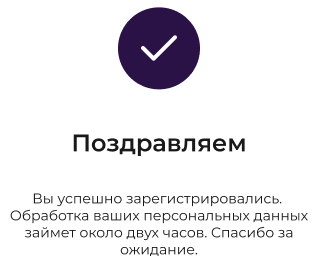 Поздравляем
Вы успешно зарегистрировались.
Обработка ваших персональных данных
займет около двух часов. Спасибо за
ожидание.